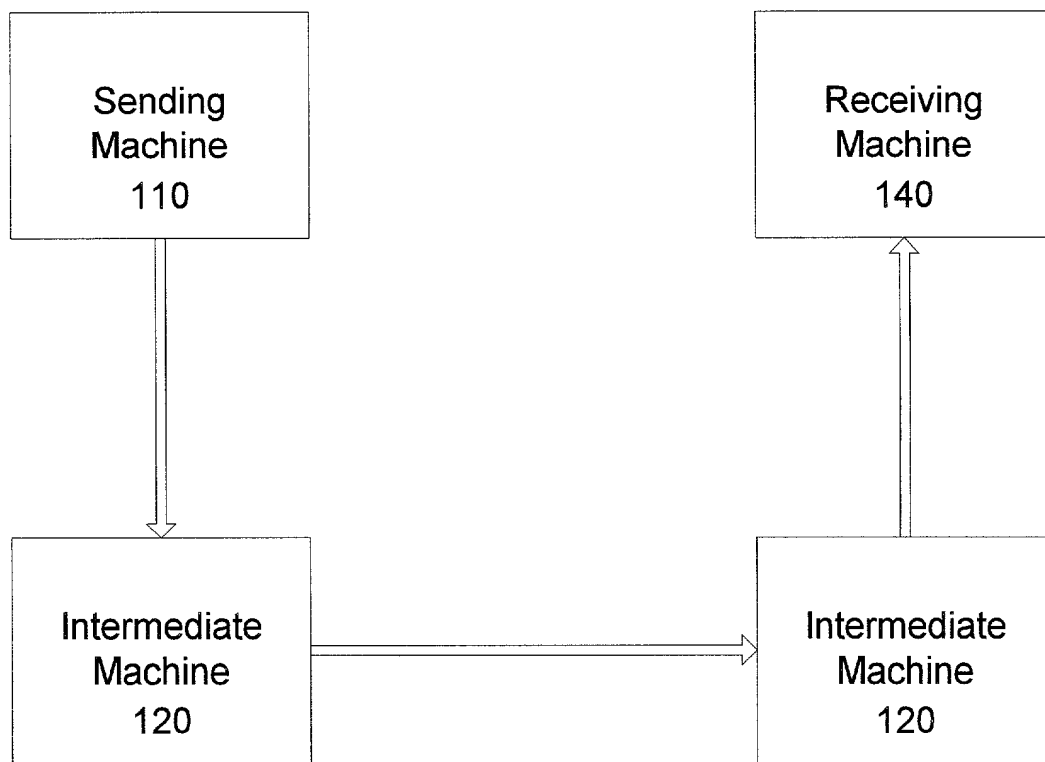 Sending
Machine
110
Receiving
Machine
140
Intermediate
Machine
120
Intermediate
Machine
120